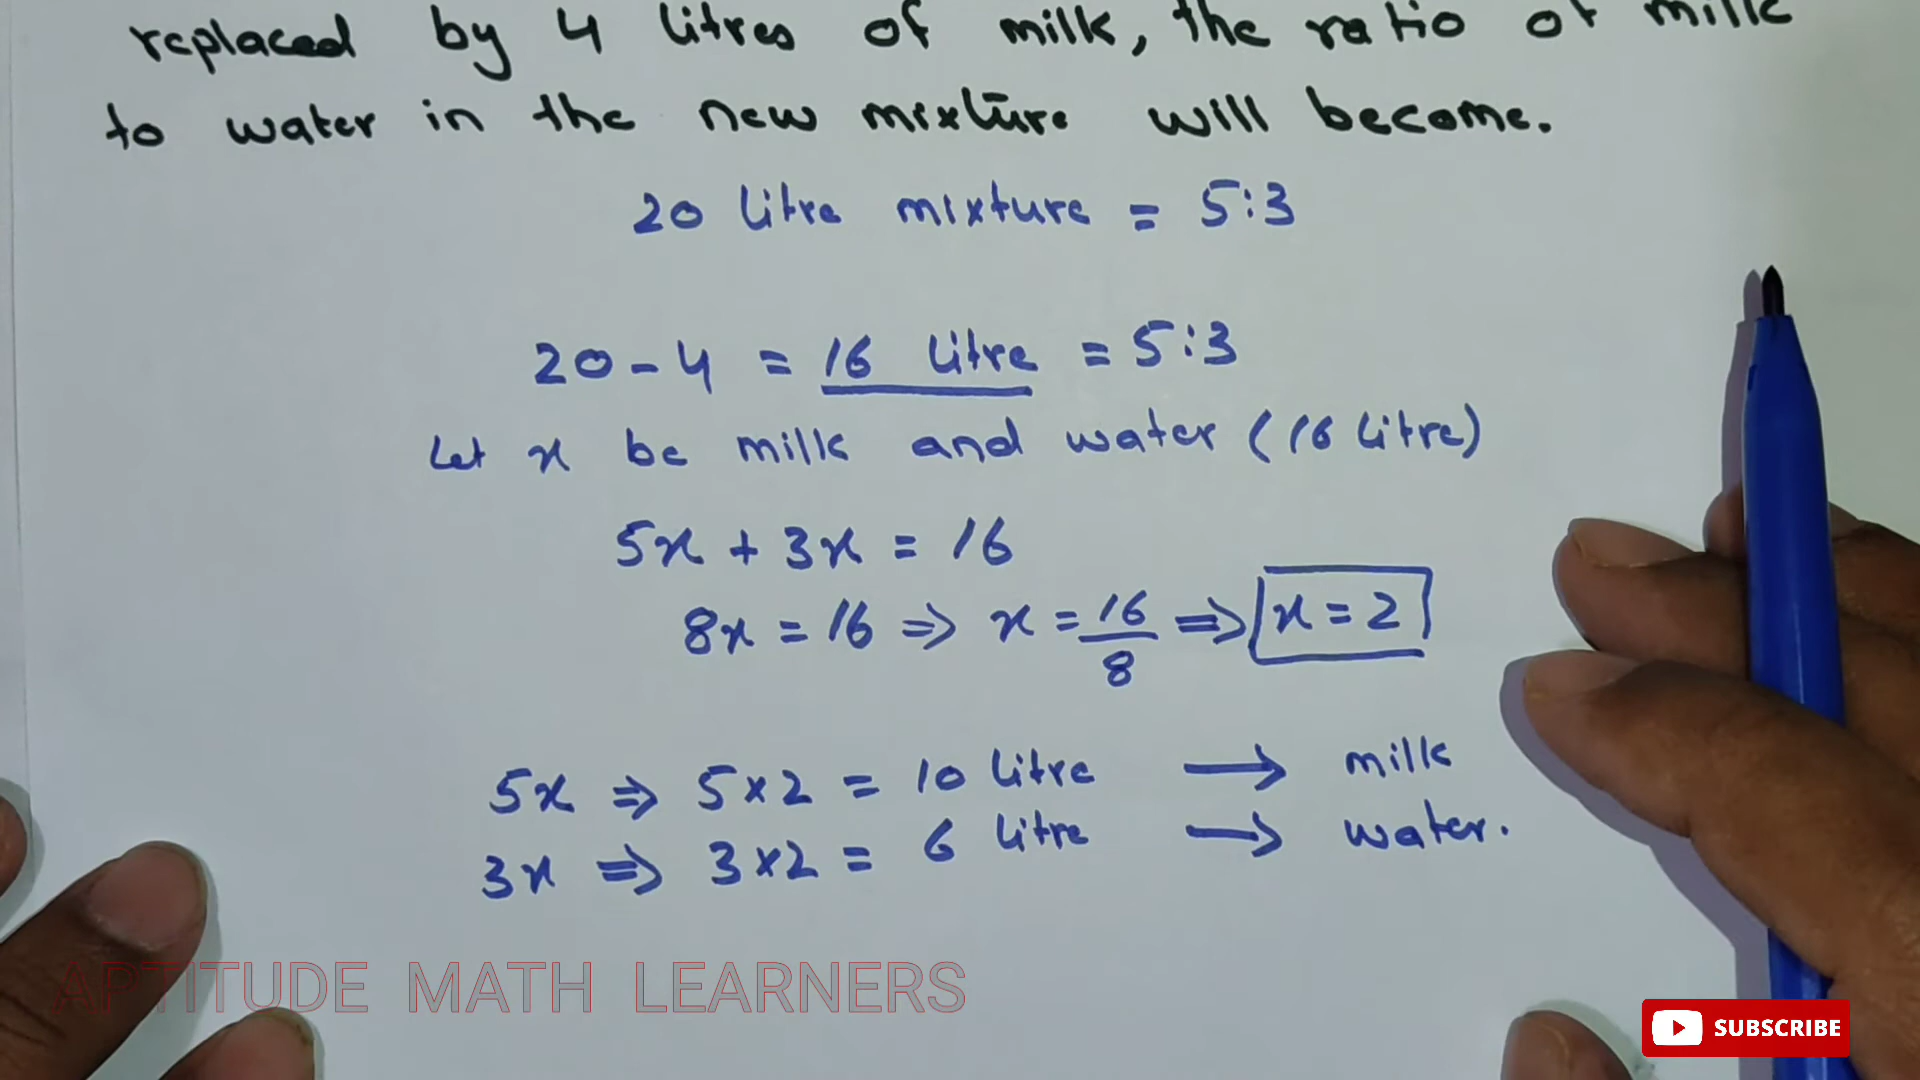 replaced by 4 litres of milk, the ratio of milk
to water in the new mixture will become.
20 litre mixture = 5:3
20 - 4 = 16 litre = 5:3
Let x be milk and water (16 litre)
5x + 3x = 16
8x = 16 ⇒ x = 16/8 ⇒ x = 2
5x ⇒ 5×2 = 10 litre → milk
3x ⇒ 3×2 = 6 litre → water.
APTITUDE MATH LEARNERS
SUBSCRIBE